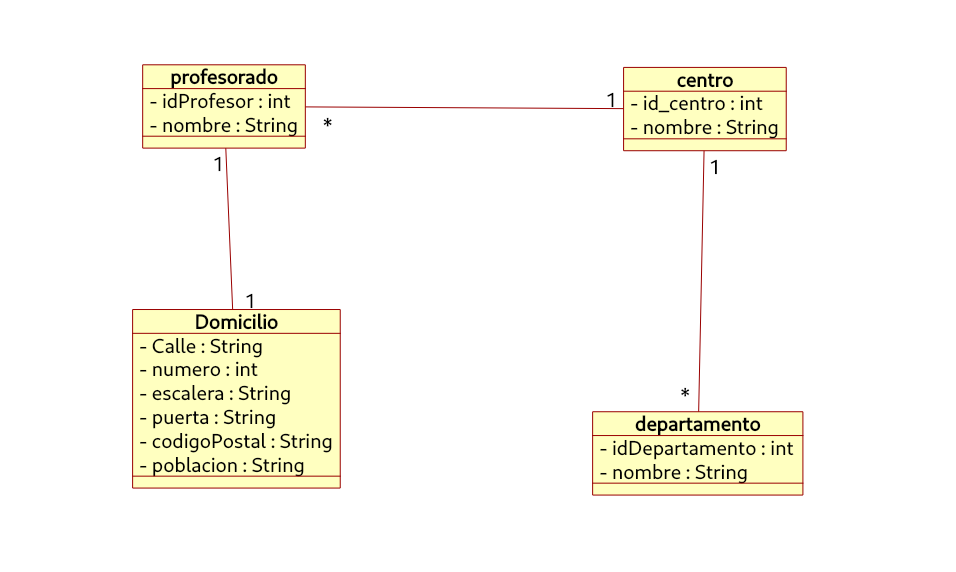 profesorado
- idProfesor : int
- nombre : String
*
1
centro
- id_centro : int
- nombre : String
1
1
1
Domicilio
- Calle : String
- numero : int
- escalera : String
- puerta : String
- codigoPostal : String
- poblacion : String
*
departamento
- idDepartamento : int
- nombre : String